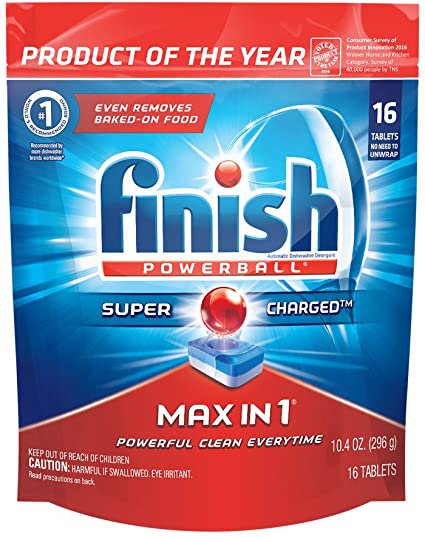 PRODUCT OF THE YEAR
Consumer Survey of
Product Innovation 2016
Winner Home and Kitchen
Category. Survey of
40,000 people by TNS
#1
WORLD'S RECOMMENDED BRAND
Recommended by
more dishwasher
brands worldwide*
EVEN REMOVES
BAKED-ON FOOD
16
TABLETS
NO NEED TO
UNWRAP
finish
Automatic Dishwasher Detergent
POWERBALL®
SUPER CHARGED™
MAX IN 1®
POWERFUL CLEAN EVERYTIME
10.4 OZ. (296 g)
16 TABLETS
KEEP OUT OF REACH OF CHILDREN
CAUTION: HARMFUL IF SWALLOWED. EYE IRRITANT.
Read precautions on back.